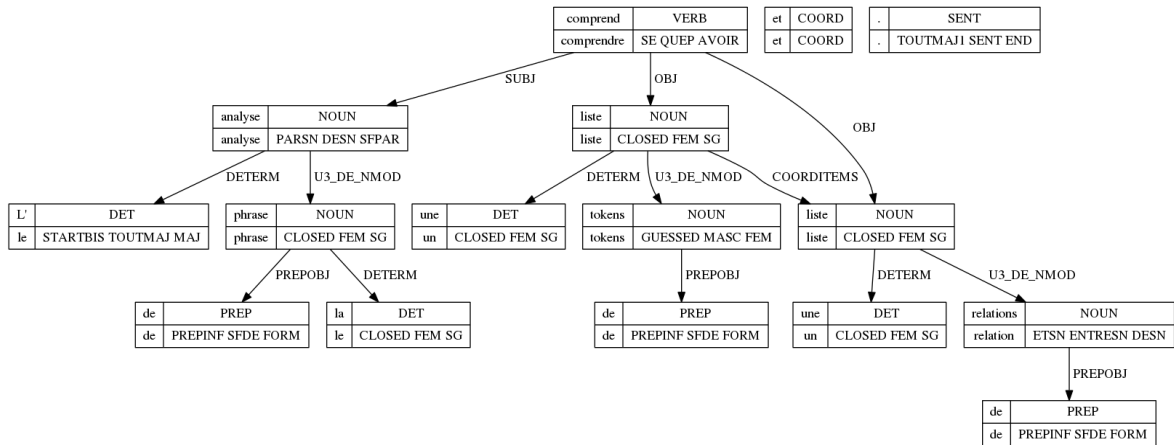 comprend VERB
comprendre SE QUEP AVOIR
et COORD
et COORD
. SENT
. TOUTMAJ1 SENT END
SUBJ
OBJ
OBJ
analyse NOUN
analyse PARSN DESN SFPAR
liste NOUN
liste CLOSED FEM SG
DETERM
U3_DE_NMOD
DETERM
U3_DE_NMOD
COORDITEMS
L' DET
le STARTBIS TOUTMAJ MAJ
phrase NOUN
phrase CLOSED FEM SG
une DET
un CLOSED FEM SG
tokens NOUN
tokens GUESSED MASC FEM
liste NOUN
liste CLOSED FEM SG
PREPOBJ
DETERM
PREPOBJ
DETERM
U3_DE_NMOD
de PREP
de PREPINF SFDE FORM
la DET
le CLOSED FEM SG
de PREP
de PREPINF SFDE FORM
une DET
un CLOSED FEM SG
relations NOUN
relation ETSN ENTRESN DESN
PREPOBJ
de PREP
de PREPINF SFDE FORM